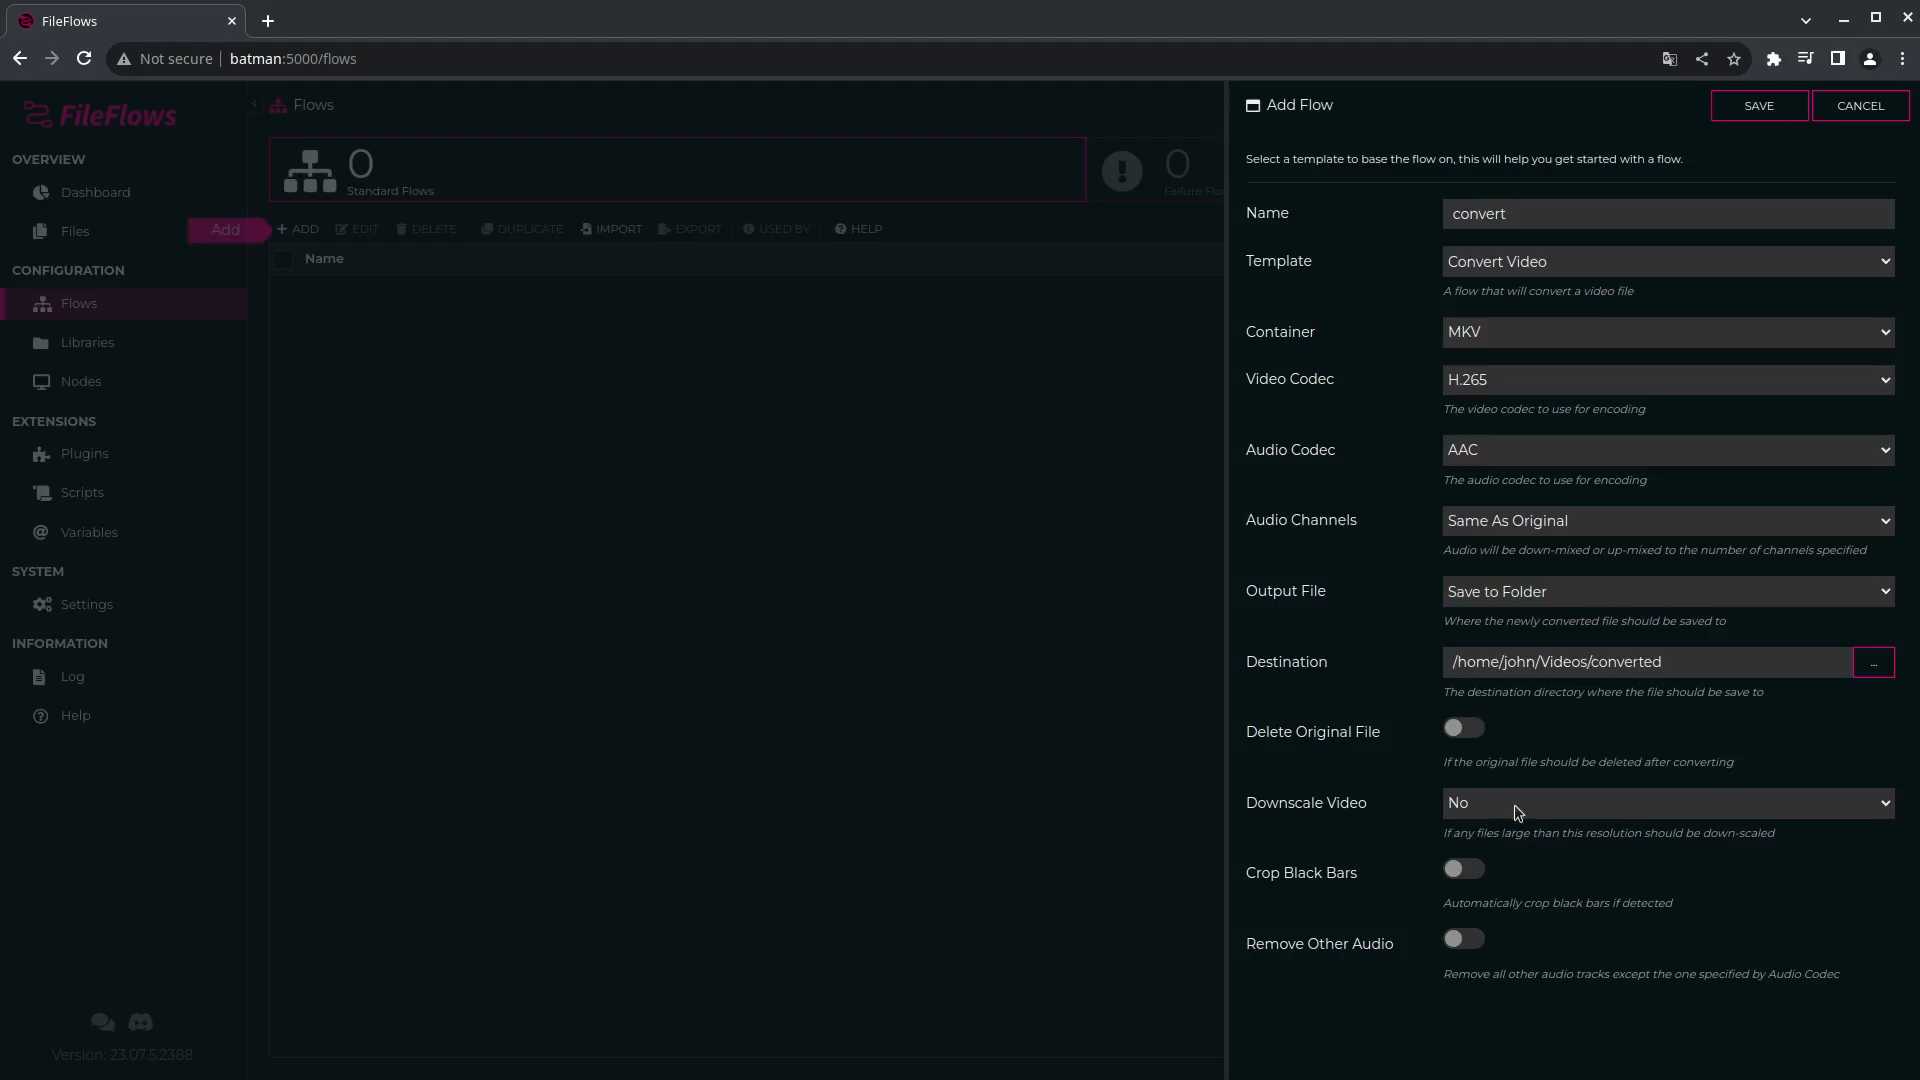 FileFlows
Not secure
batman:5000/flows
FileFlows
OVERVIEW
Dashboard
Files
CONFIGURATION
Flows
Libraries
Nodes
EXTENSIONS
Plugins
Scripts
Variables
SYSTEM
Settings
INFORMATION
Log
Help
Version: 23.07.5.2388
Flows
0
Standard Flows
0
Failure Flo
Add
ADD EDIT DELETE DUPLICATE IMPORT EXPORT USED BY HELP
Name
Add Flow
SAVE
CANCEL
Select a template to base the flow on, this will help you get started with a flow.
Name convert
Template Convert Video
A flow that will convert a video file
Container MKV
Video Codec H.265
The video codec to use for encoding
Audio Codec AAC
The audio codec to use for encoding
Audio Channels Same As Original
Audio will be down-mixed or up-mixed to the number of channels specified
Output File Save to Folder
Where the newly converted file should be saved to
Destination /home/john/Videos/converted ...
The destination directory where the file should be save to
Delete Original File
If the original file should be deleted after converting
Downscale Video No
If any files large than this resolution should be down-scaled
Crop Black Bars
Automatically crop black bars if detected
Remove Other Audio
Remove all other audio tracks except the one specified by Audio Codec